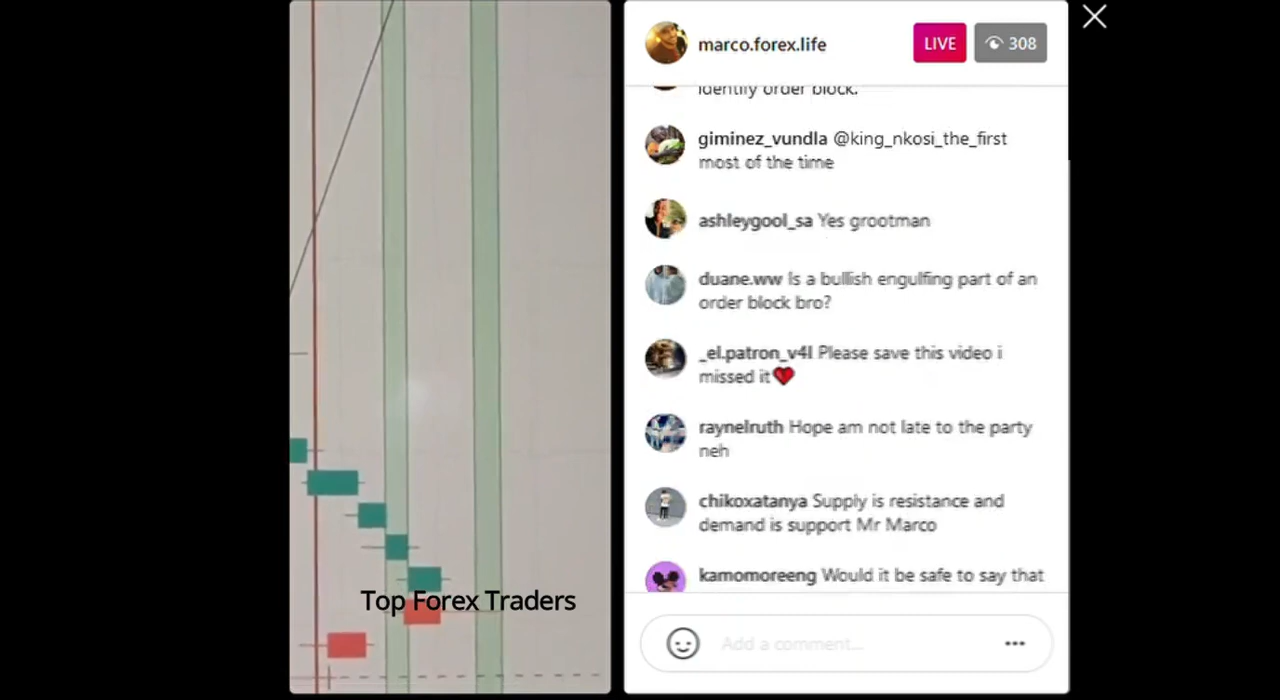 marco.forex.life LIVE 308
identify order block.
giminez_vundla @king_nkosi_the_first
most of the time
ashleygool_sa Yes grootman
duane.ww Is a bullish engulfing part of an
order block bro?
_el.patron_v4l Please save this video i
missed it❤️
raynelruth Hope am not late to the party
neh
chikoxatanya Supply is resistance and
demand is support Mr Marco
kamomoreeng Would it be safe to say that
Top Forex Traders
Add a comment...